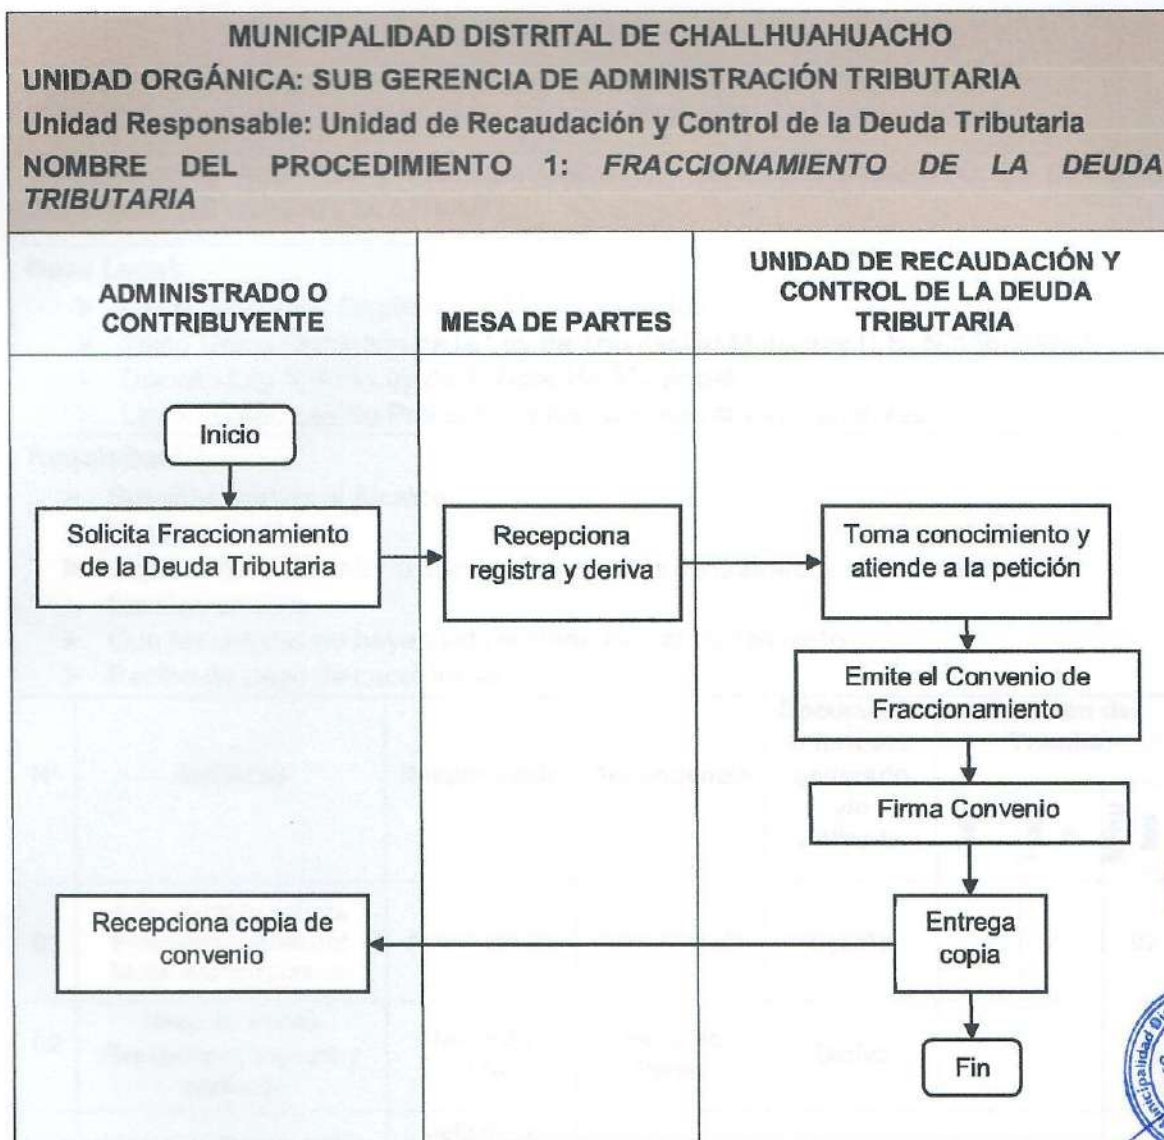 MUNICIPALIDAD DISTRITAL DE CHALLHUAHUACHO
UNIDAD ORGÁNICA: SUB GERENCIA DE ADMINISTRACIÓN TRIBUTARIA
Unidad Responsable: Unidad de Recaudación y Control de la Deuda Tributaria
NOMBRE DEL PROCEDIMIENTO 1: FRACCIONAMIENTO DE LA DEUDA
TRIBUTARIA
ADMINISTRADO O
CONTRIBUYENTE
MESA DE PARTES
UNIDAD DE RECAUDACIÓN Y
CONTROL DE LA DEUDA
TRIBUTARIA
Inicio
Solicita Fraccionamiento
de la Deuda Tributaria
Recepciona
registra y deriva
Toma conocimiento y
atiende a la petición
Emite el Convenio de
Fraccionamiento
Firma Convenio
Recepciona copia de
convenio
Entrega
copia
Fin